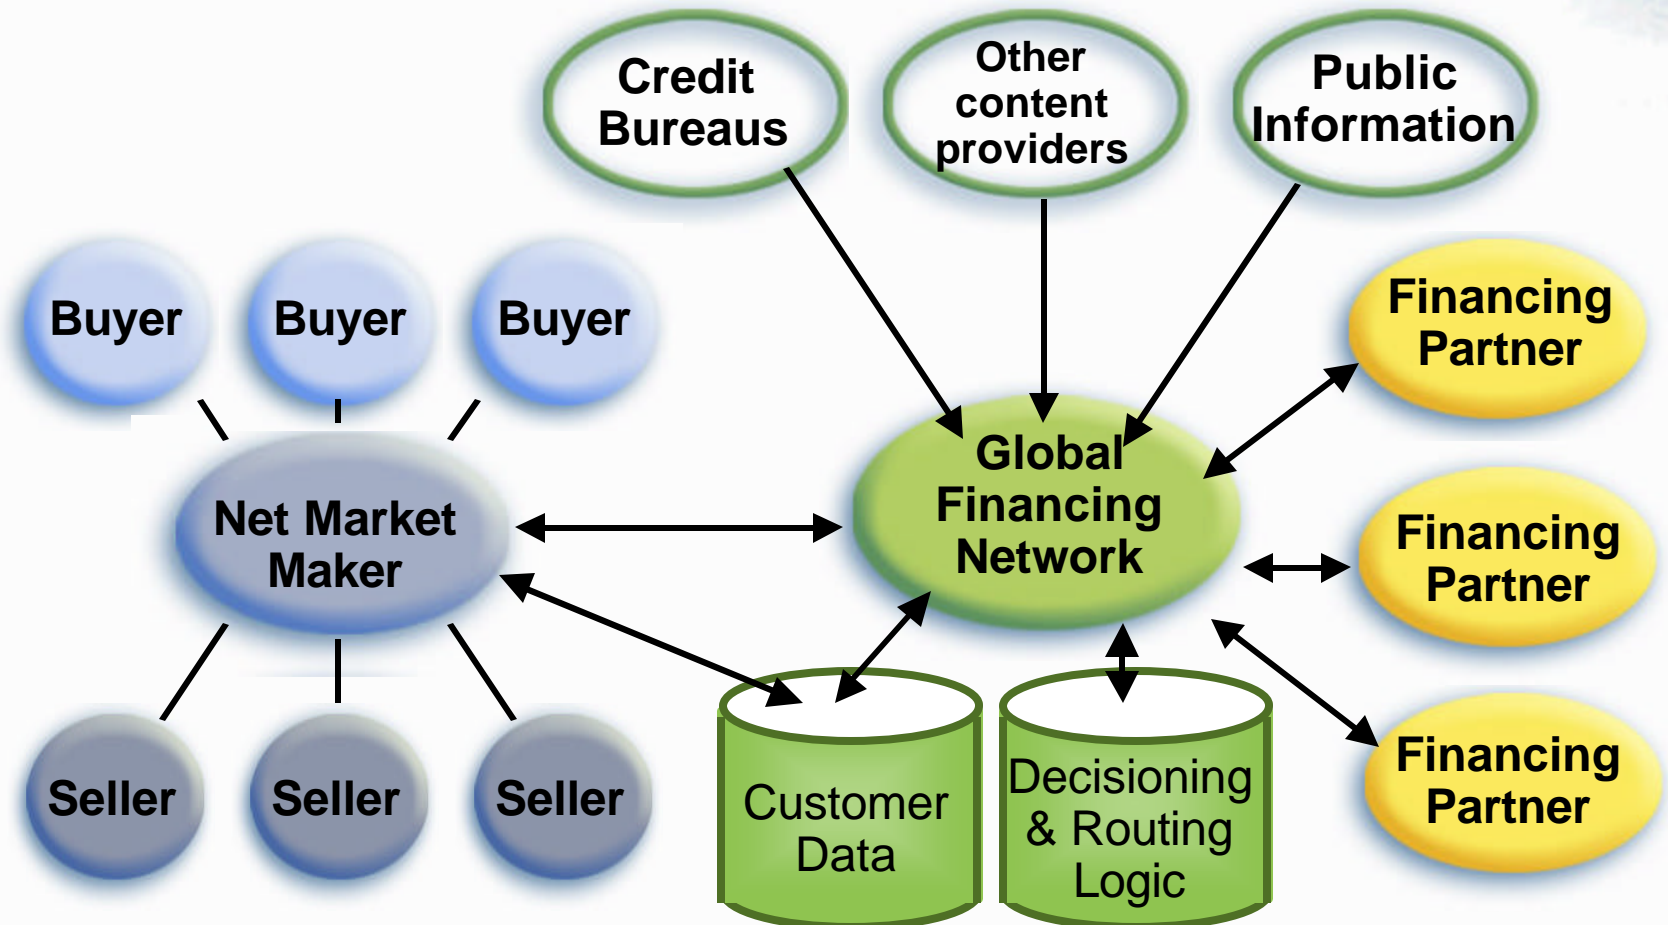 Credit
Bureaus
Other
content
providers
Public
Information
Buyer
Buyer
Buyer
Financing
Partner
Net Market
Maker
Global
Financing
Network
Financing
Partner
Seller
Seller
Seller
Customer
Data
Decisioning
& Routing
Logic
Financing
Partner